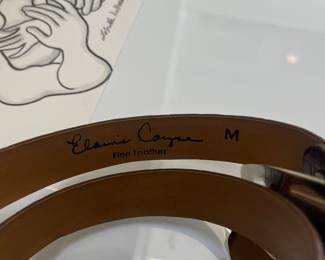 Elaine Coyne M
Fine Leather